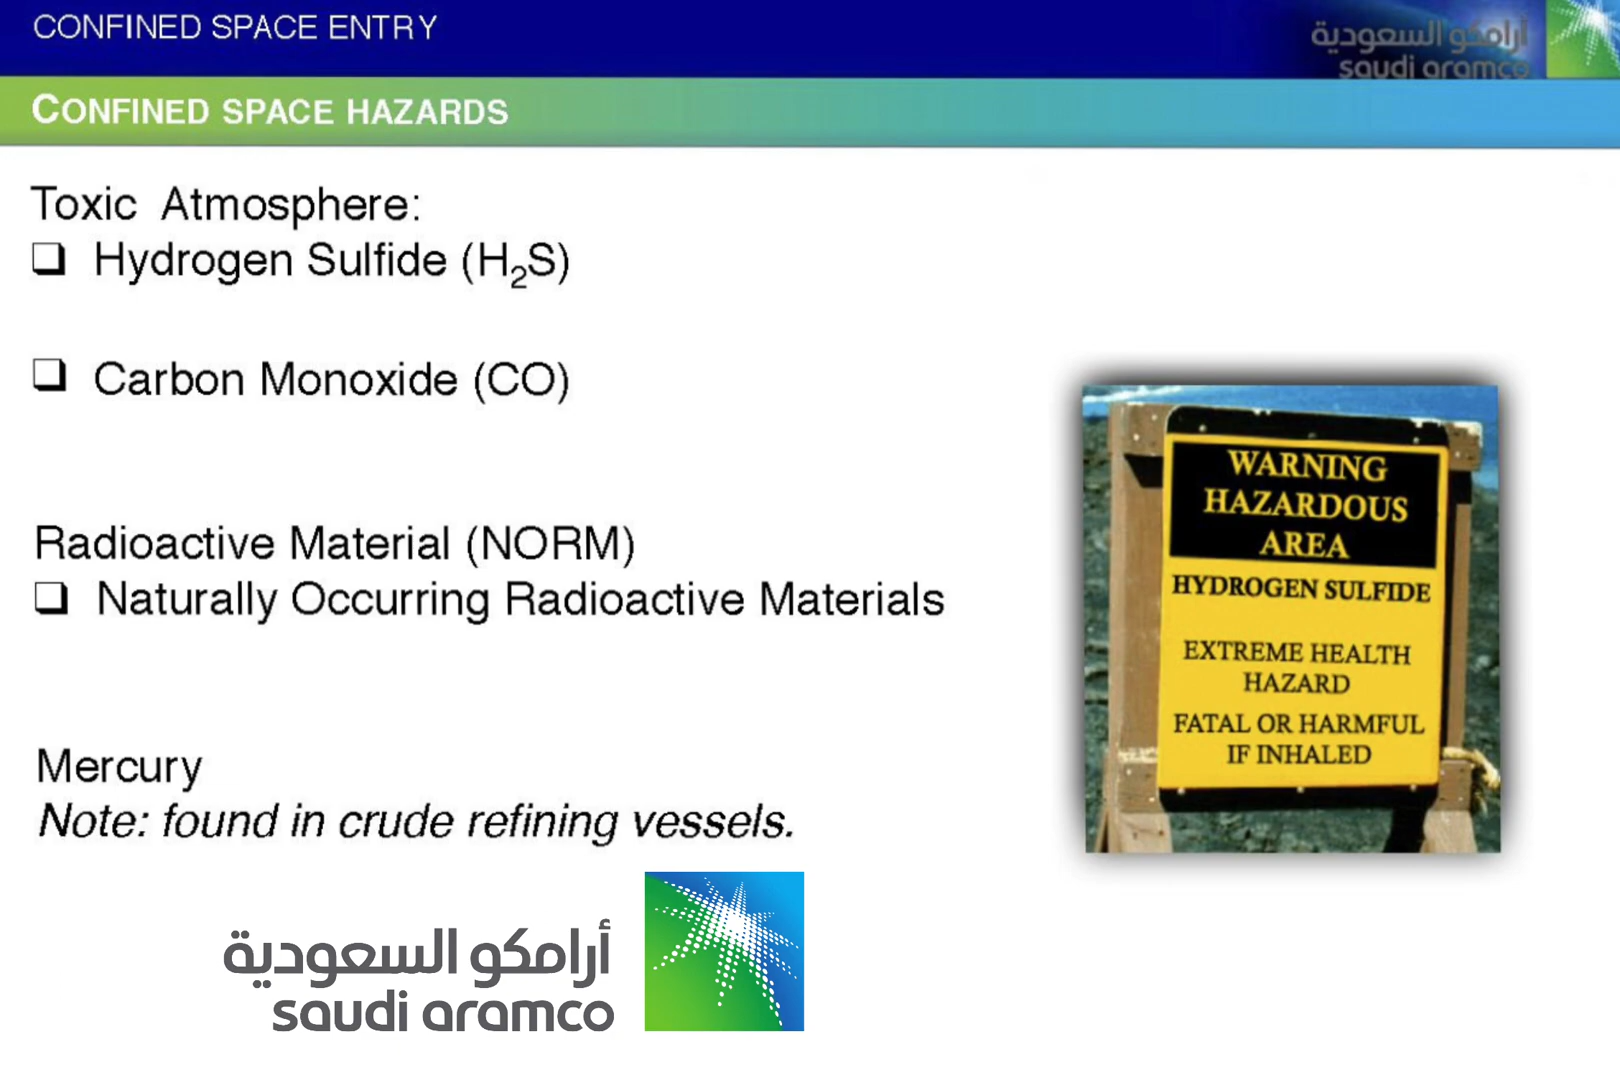 CONFINED SPACE ENTRY
أرامكو السعودية
saudi aramco
CONFINED SPACE HAZARDS
Toxic Atmosphere:
❑ Hydrogen Sulfide (H₂S)
❑ Carbon Monoxide (CO)
Radioactive Material (NORM)
❑ Naturally Occurring Radioactive Materials
Mercury
Note: found in crude refining vessels.
WARNING
HAZARDOUS
AREA
HYDROGEN SULFIDE
EXTREME HEALTH
HAZARD
FATAL OR HARMFUL
IF INHALED
أرامكو السعودية
saudi aramco